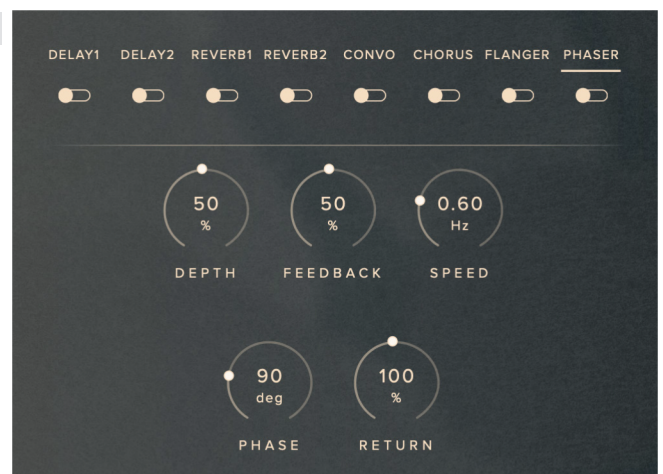 DELAY1 DELAY2 REVERB1 REVERB2 CONVO CHORUS FLANGER PHASER
50 50 0.60
% % Hz
DEPTH FEEDBACK SPEED
90 100
deg %
PHASE RETURN